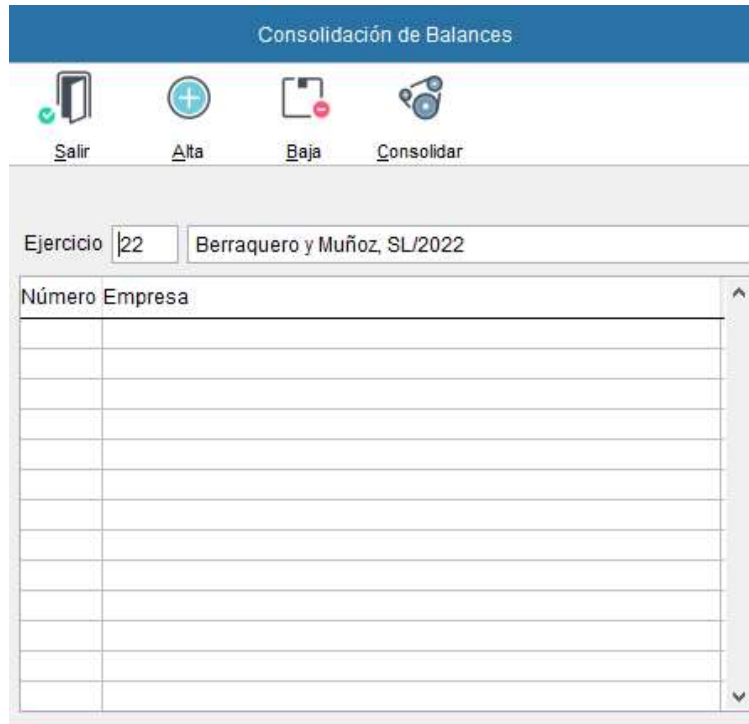 Consolidación de Balances
Salir Alta Baja Consolidar
Ejercicio 22 Berraquero y Muñoz, SL/2022
Número Empresa